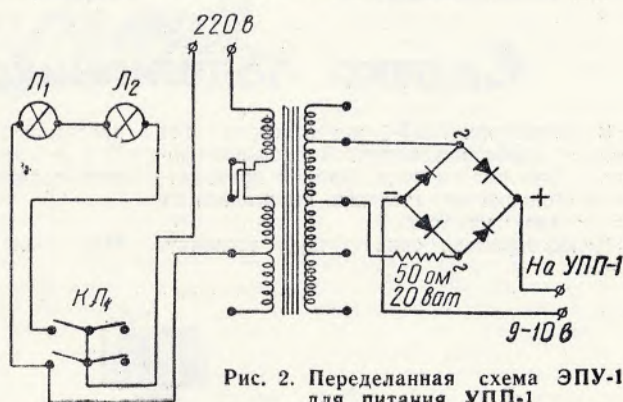 220 в
Л₁ Л₂
~
+
50 ом
20 ват
~
На УПП-1
9-10 в
КЛ₁
Рис. 2. Переделанная схема ЭПУ-1
для питания УПП-1